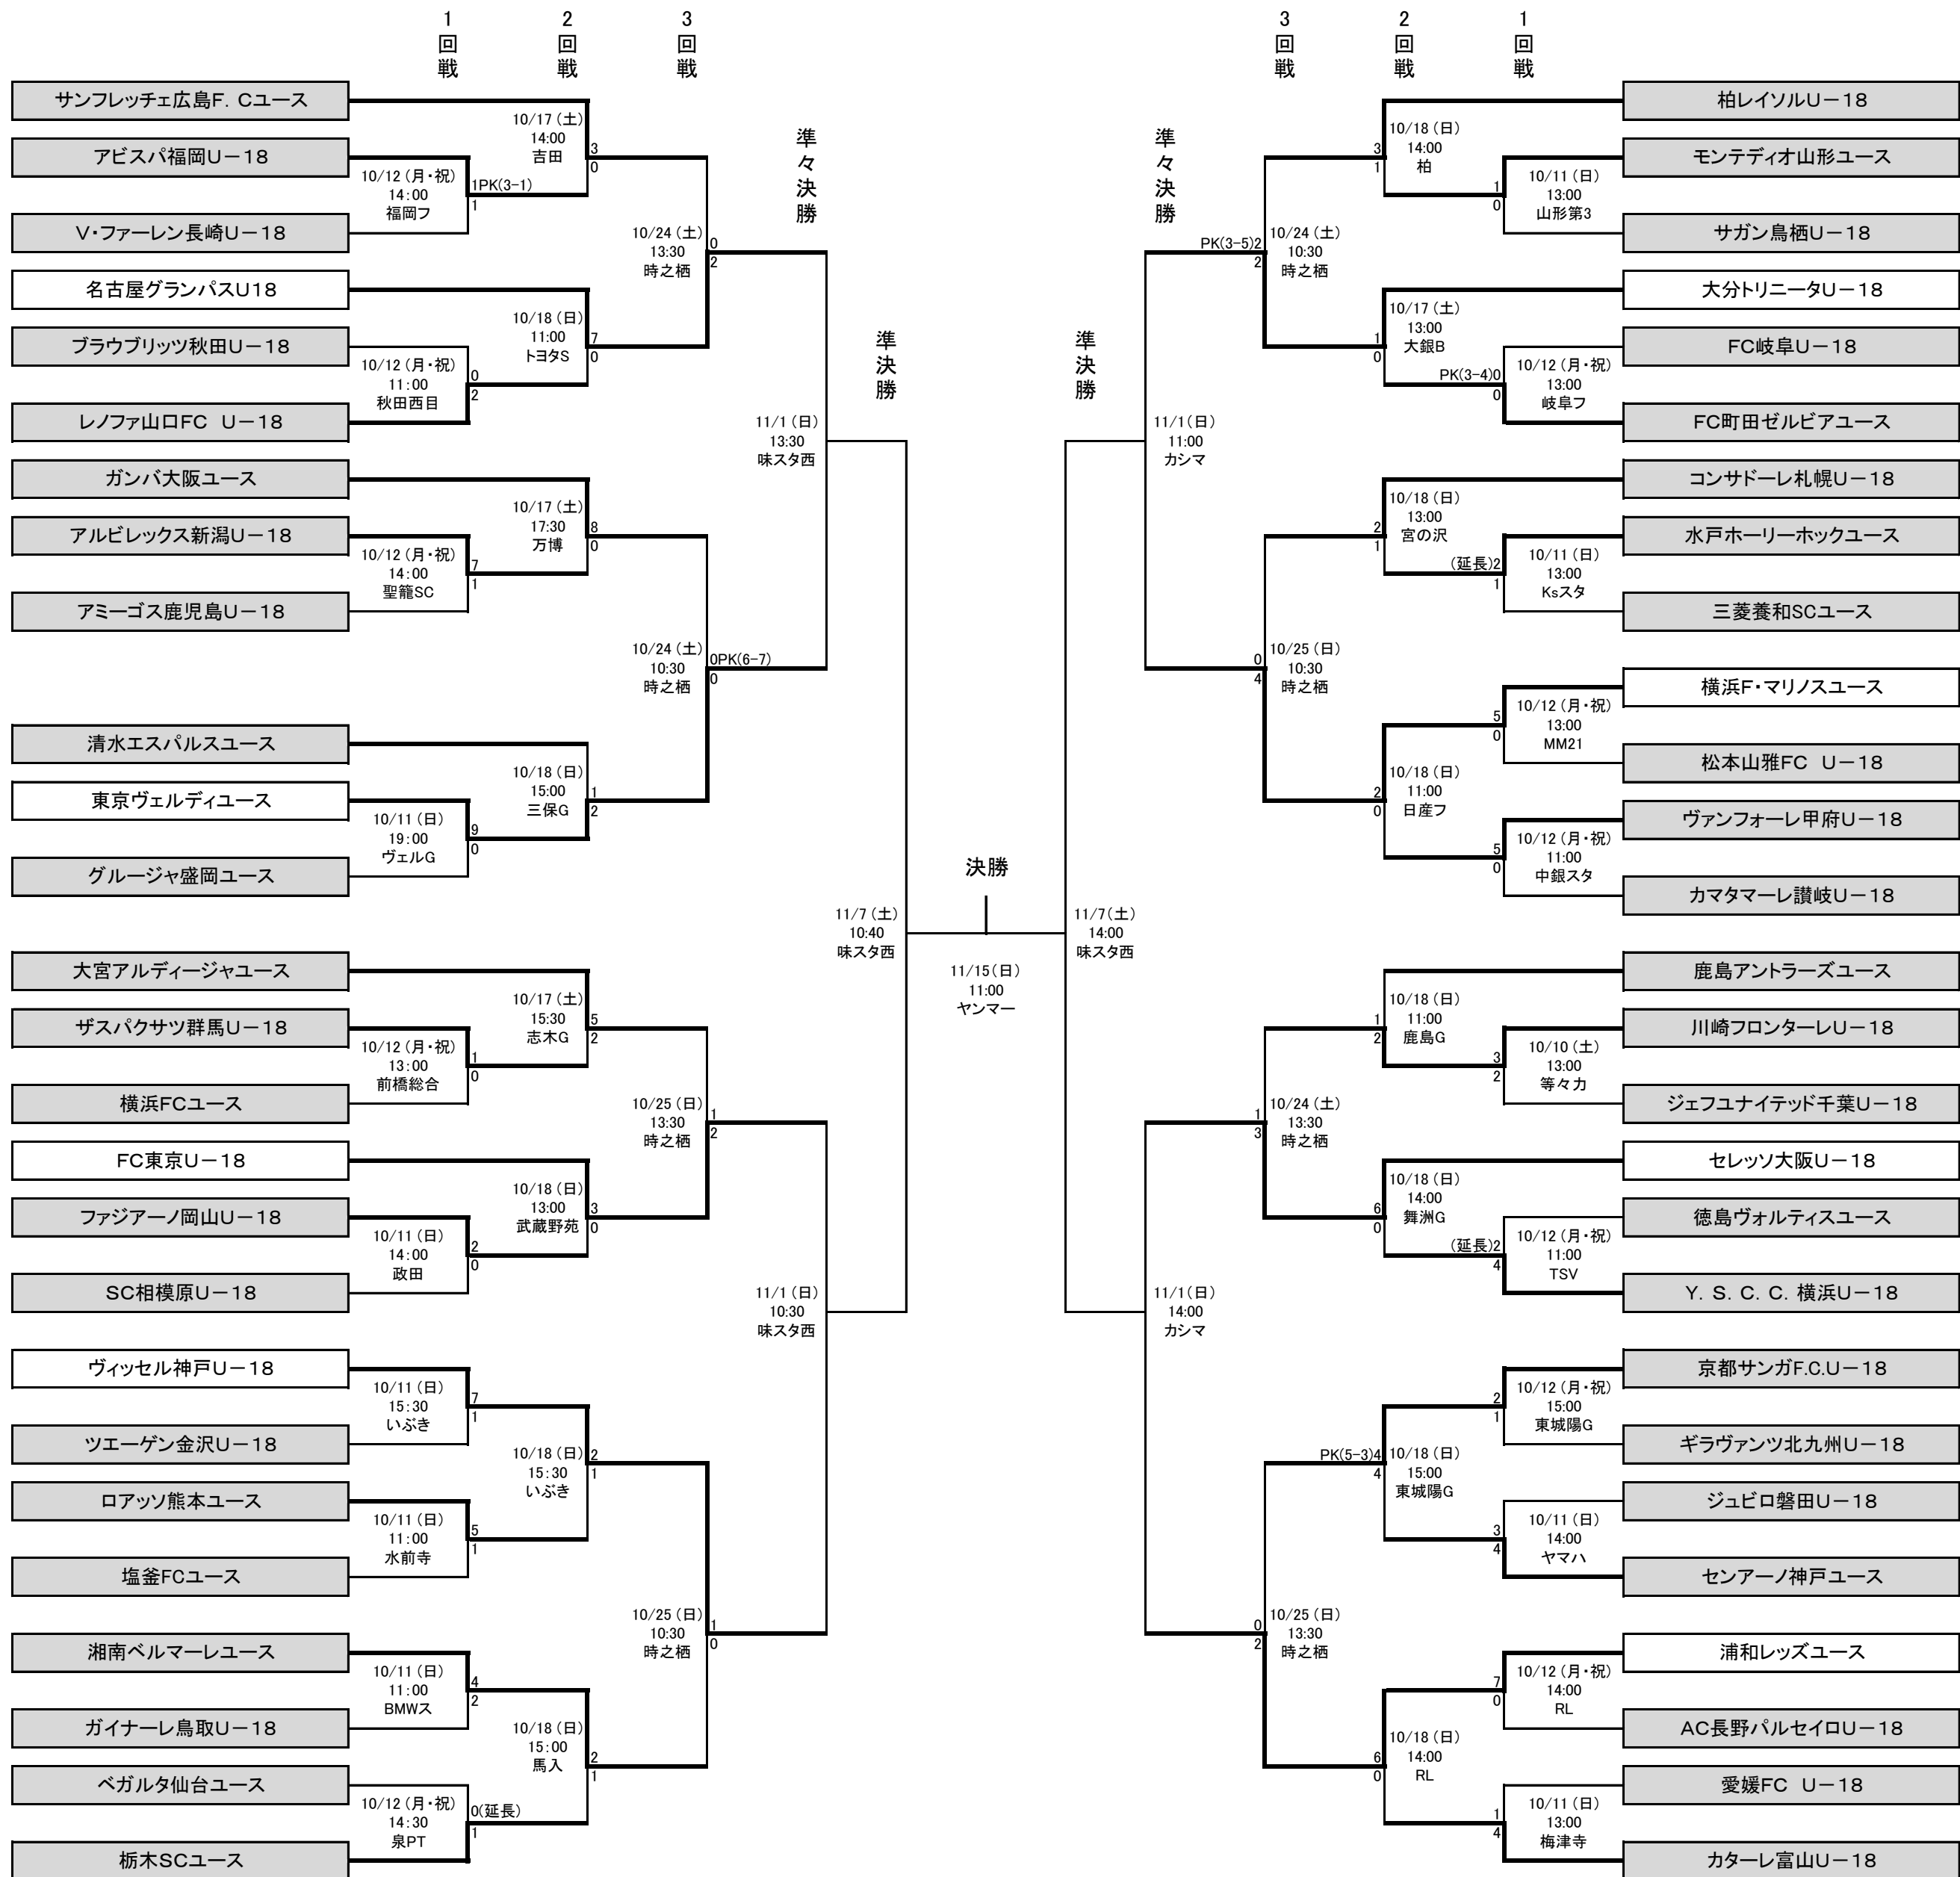 1回戦
2回戦
3回戦
準々決勝
準決勝
サンフレッチェ広島F. Cユース
10/17 (土)
14:00
吉田
3
0
アビスパ福岡U-18
10/12 (月・祝)
14:00
福岡フ
1PK(3-1)
1
V・ファーレン長崎U-18
10/24 (土)
13:30
時之栖
0
2
名古屋グランパスU18
10/18 (日)
11:00
トヨタS
7
0
ブラウブリッツ秋田U-18
10/12 (月・祝)
11:00
秋田西目
0
2
レノファ山口FC U-18
11/1 (日)
13:30
味スタ西
ガンバ大阪ユース
10/17 (土)
17:30
万博
8
0
アルビレックス新潟U-18
10/12 (月・祝)
14:00
聖籠SC
7
1
アミーゴス鹿児島U-18
10/24 (土)
10:30
時之栖
0PK(6-7)
0
清水エスパルスユース
10/18 (日)
15:00
三保G
1
2
東京ヴェルディユース
10/11 (日)
19:00
ヴェルG
9
0
グルージャ盛岡ユース
11/7 (土)
10:40
味スタ西
大宮アルディージャユース
10/17 (土)
15:30
志木G
5
2
ザスパクサツ群馬U-18
10/12 (月・祝)
13:00
前橋総合
1
0
横浜FCユース
10/25 (日)
13:30
時之栖
1
2
FC東京U-18
10/18 (日)
13:00
武蔵野苑
3
0
ファジアーノ岡山U-18
10/11 (日)
14:00
政田
2
0
SC相模原U-18
11/1 (日)
10:30
味スタ西
ヴィッセル神戸U-18
10/11 (日)
15:30
いぶき
7
1
ツエーゲン金沢U-18
10/18 (日)
15:30
いぶき
2
1
ロアッソ熊本ユース
10/11 (日)
11:00
水前寺
5
1
塩釜FCユース
10/25 (日)
10:30
時之栖
1
0
湘南ベルマーレユース
10/11 (日)
11:00
BMWス
4
2
ガイナーレ鳥取U-18
10/18 (日)
15:00
馬入
2
1
ベガルタ仙台ユース
10/12 (月・祝)
14:30
泉PT
0(延長)
1
栃木SCユース
決勝
11/15(日)
11:00
ヤンマー
3回戦
2回戦
1回戦
準々決勝
準決勝
柏レイソルU-18
10/18 (日)
14:00
柏
3
1
モンテディオ山形ユース
10/11 (日)
13:00
山形第3
1
0
サガン鳥栖U-18
10/24 (土)
10:30
時之栖
PK(3-5)2
2
大分トリニータU-18
10/17 (土)
13:00
大銀B
1
0
FC岐阜U-18
10/12 (月・祝)
13:00
岐阜フ
PK(3-4)0
0
FC町田ゼルビアユース
11/1(日)
11:00
カシマ
コンサドーレ札幌U-18
10/18 (日)
13:00
宮の沢
2
1
水戸ホーリーホックユース
10/11 (日)
13:00
Ksスタ
(延長)2
1
三菱養和SCユース
10/25 (日)
10:30
時之栖
0
4
横浜F・マリノスユース
10/12 (月・祝)
13:00
MM21
5
0
松本山雅FC U-18
10/18 (日)
11:00
日産フ
2
0
ヴァンフォーレ甲府U-18
10/12 (月・祝)
11:00
中銀スタ
5
0
カマタマーレ讃岐U-18
11/7(土)
14:00
味スタ西
鹿島アントラーズユース
10/18 (日)
11:00
鹿島G
1
2
川崎フロンターレU-18
10/10 (土)
13:00
等々力
3
2
ジェフユナイテッド千葉U-18
10/24 (土)
13:30
時之栖
1
3
セレッソ大阪U-18
10/18 (日)
14:00
舞洲G
6
0
徳島ヴォルティスユース
10/12 (月・祝)
11:00
TSV
(延長)2
4
Y. S. C. C. 横浜U-18
11/1(日)
14:00
カシマ
京都サンガF.C.U-18
10/12 (月・祝)
15:00
東城陽G
2
1
ギラヴァンツ北九州U-18
10/18 (日)
15:00
東城陽G
PK(5-3)4
4
ジュビロ磐田U-18
10/11 (日)
14:00
ヤマハ
3
4
センアーノ神戸ユース
10/25 (日)
13:30
時之栖
0
2
浦和レッズユース
10/12 (月・祝)
14:00
RL
7
0
AC長野パルセイロU-18
10/18 (日)
14:00
RL
6
0
愛媛FC U-18
10/11 (日)
13:00
梅津寺
1
4
カターレ富山U-18